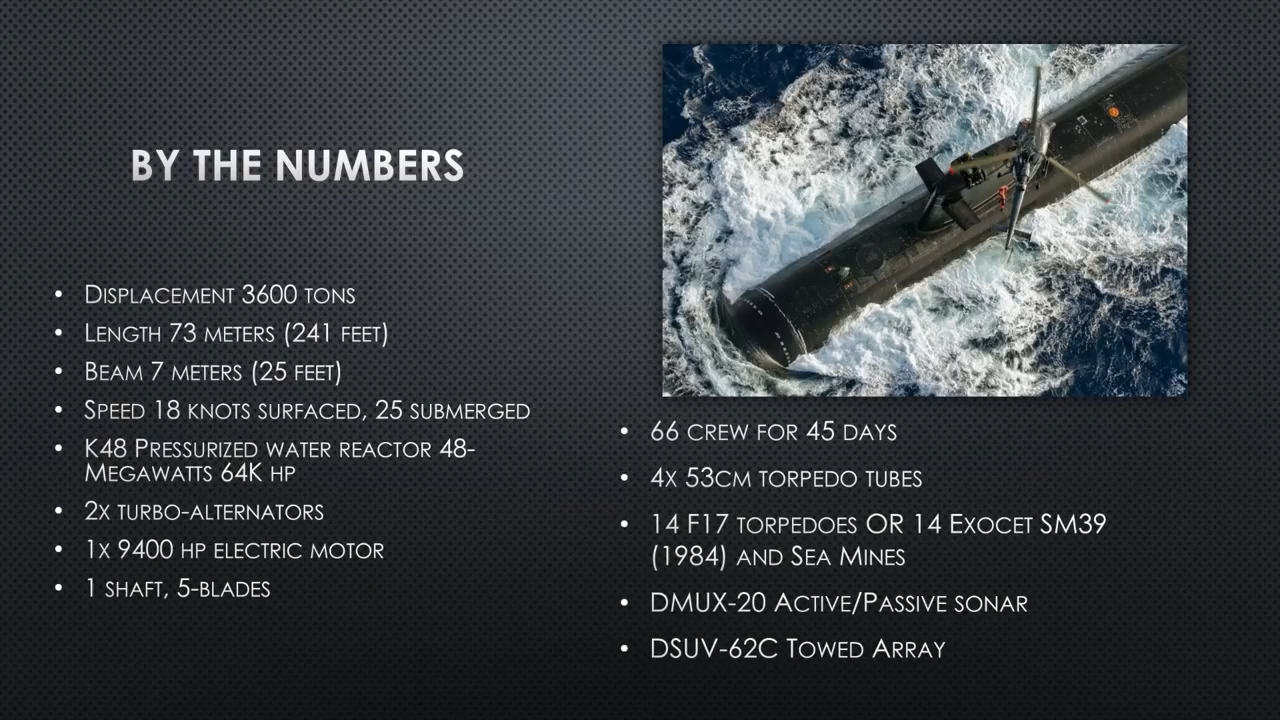 BY THE NUMBERS
• Displacement 3600 tons
• Length 73 meters (241 feet)
• Beam 7 meters (25 feet)
• Speed 18 knots surfaced, 25 submerged
• K48 Pressurized water reactor 48-
Megawatts 64K hp
• 2x turbo-alternators
• 1x 9400 hp electric motor
• 1 shaft, 5-blades
• 66 crew for 45 days
• 4x 53cm torpedo tubes
• 14 F17 torpedoes OR 14 Exocet SM39
(1984) and Sea Mines
• DMUX-20 Active/Passive sonar
• DSUV-62C Towed Array